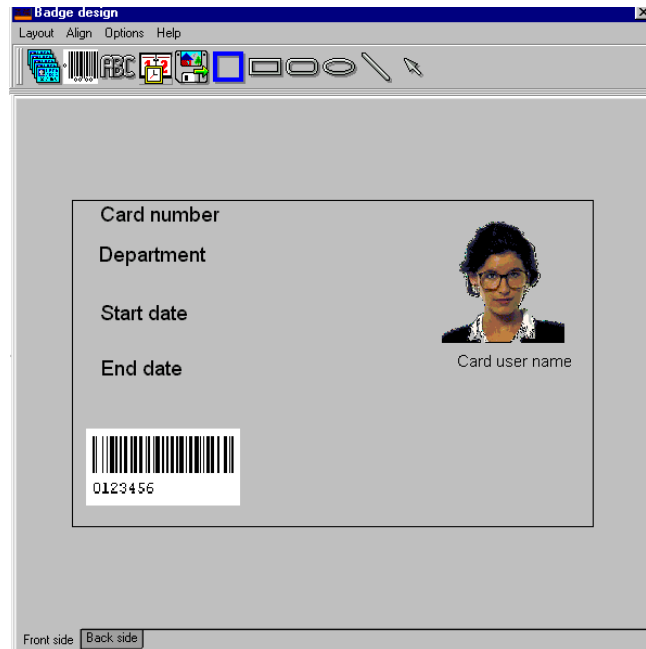 Badge design
Layout Align Options Help
ABC
Card number
Department
Start date
End date
Card user name
0123456
Front side Back side